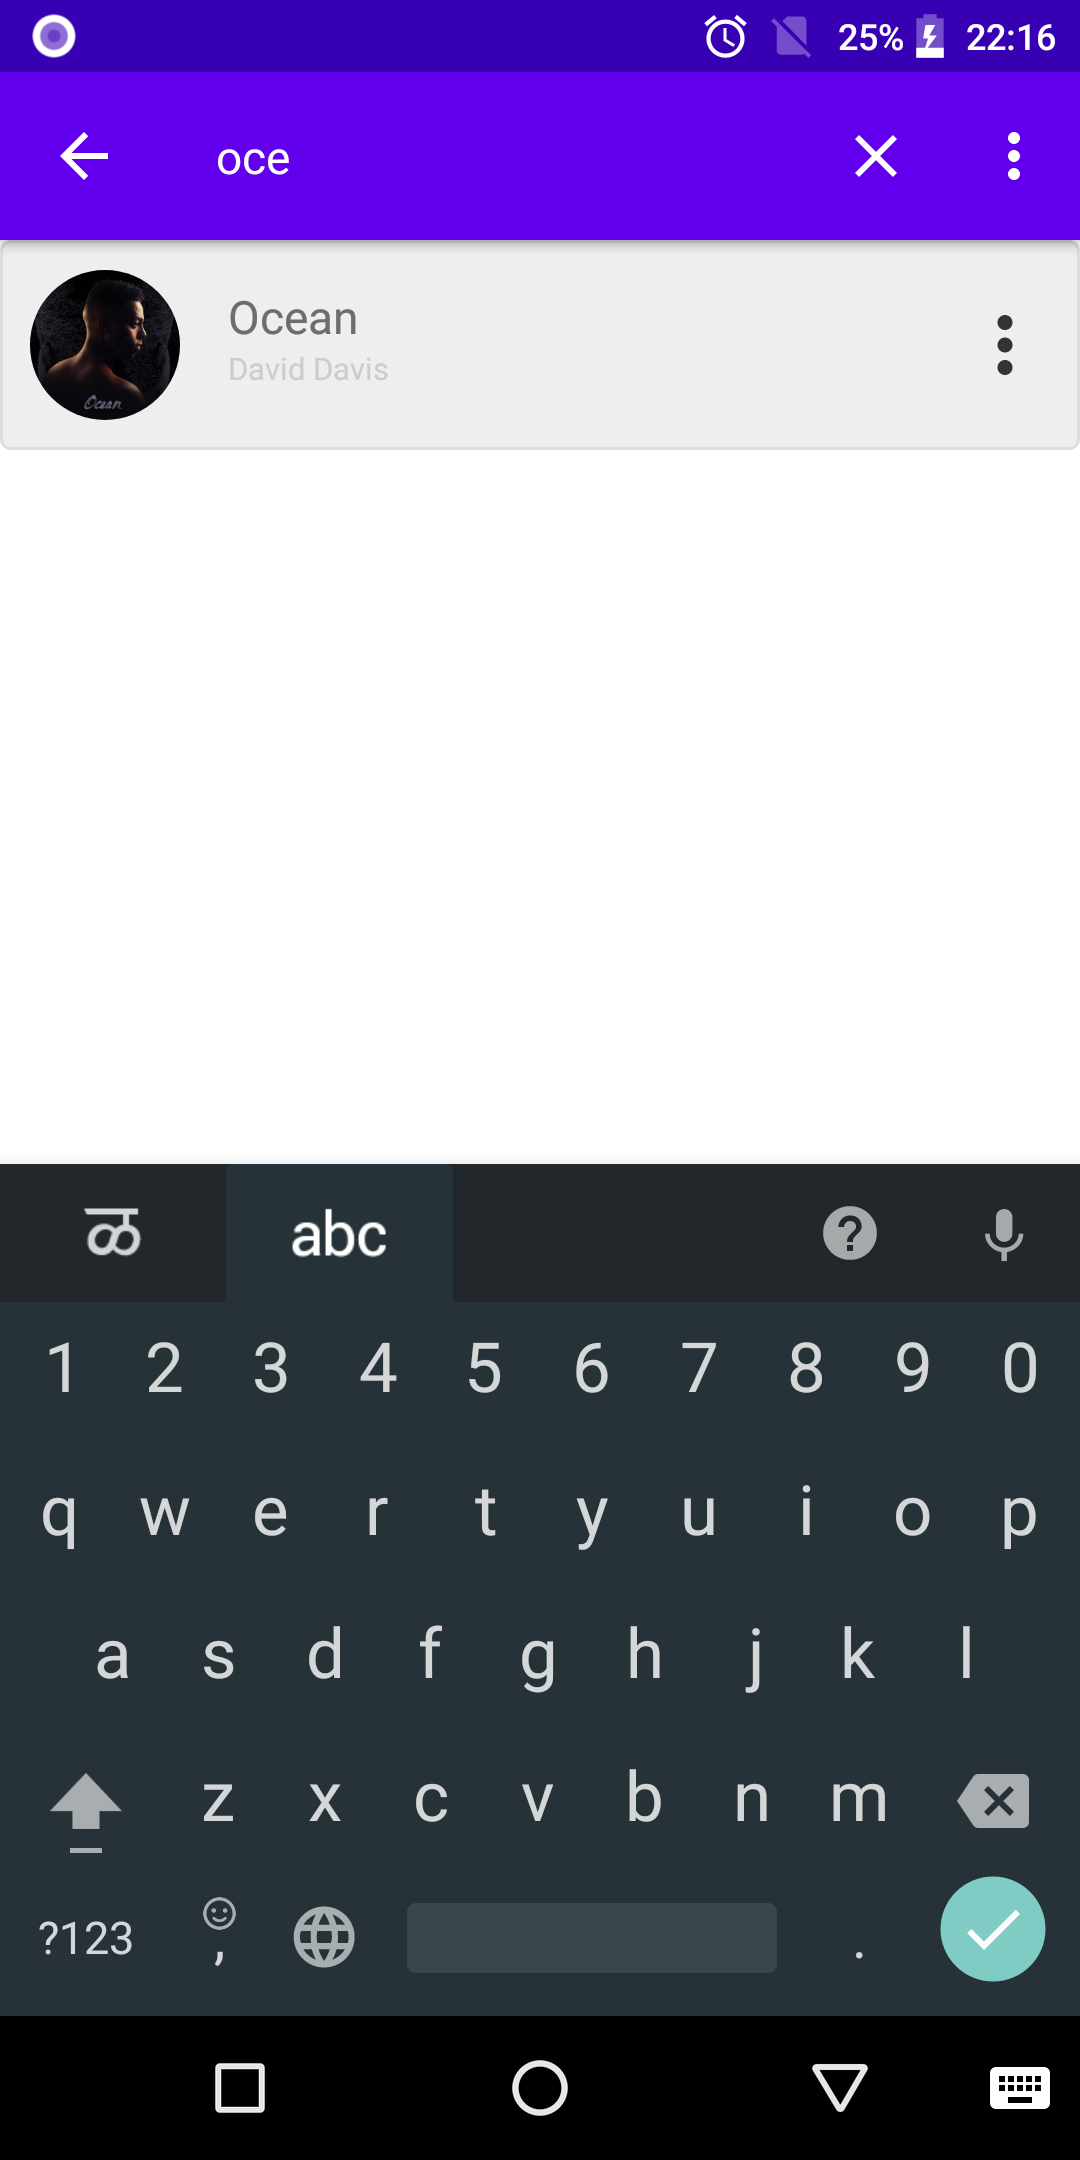 25% 22:16
oce
Ocean
David Davis
Ocean
ळ abc ?
1 2 3 4 5 6 7 8 9 0
q w e r t y u i o p
a s d f g h j k l
z x c v b n m
?123 , .